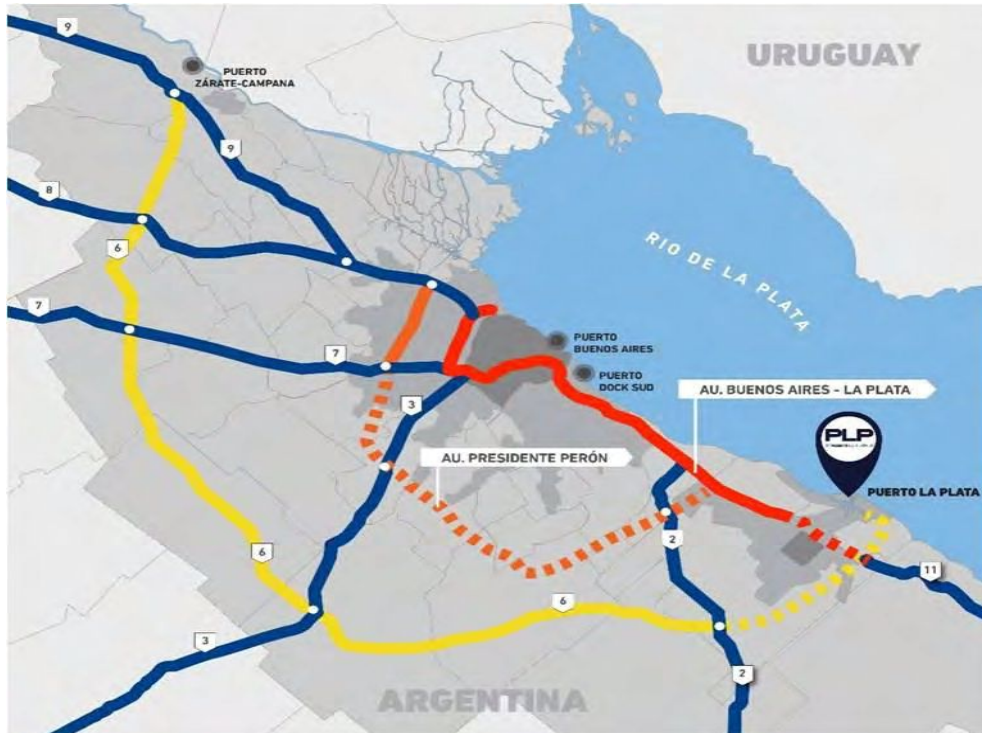 9
URUGUAY
PUERTO
ZÁRATE-CAMPANA
9
8
6
RIO DE LA PLATA
7
7
PUERTO
BUENOS AIRES
PUERTO
DOCK SUD
3
AU. BUENOS AIRES - LA PLATA
PLP
AU. PRESIDENTE PERÓN
PUERTO LA PLATA
2
6
11
6
3
2
ARGENTINA